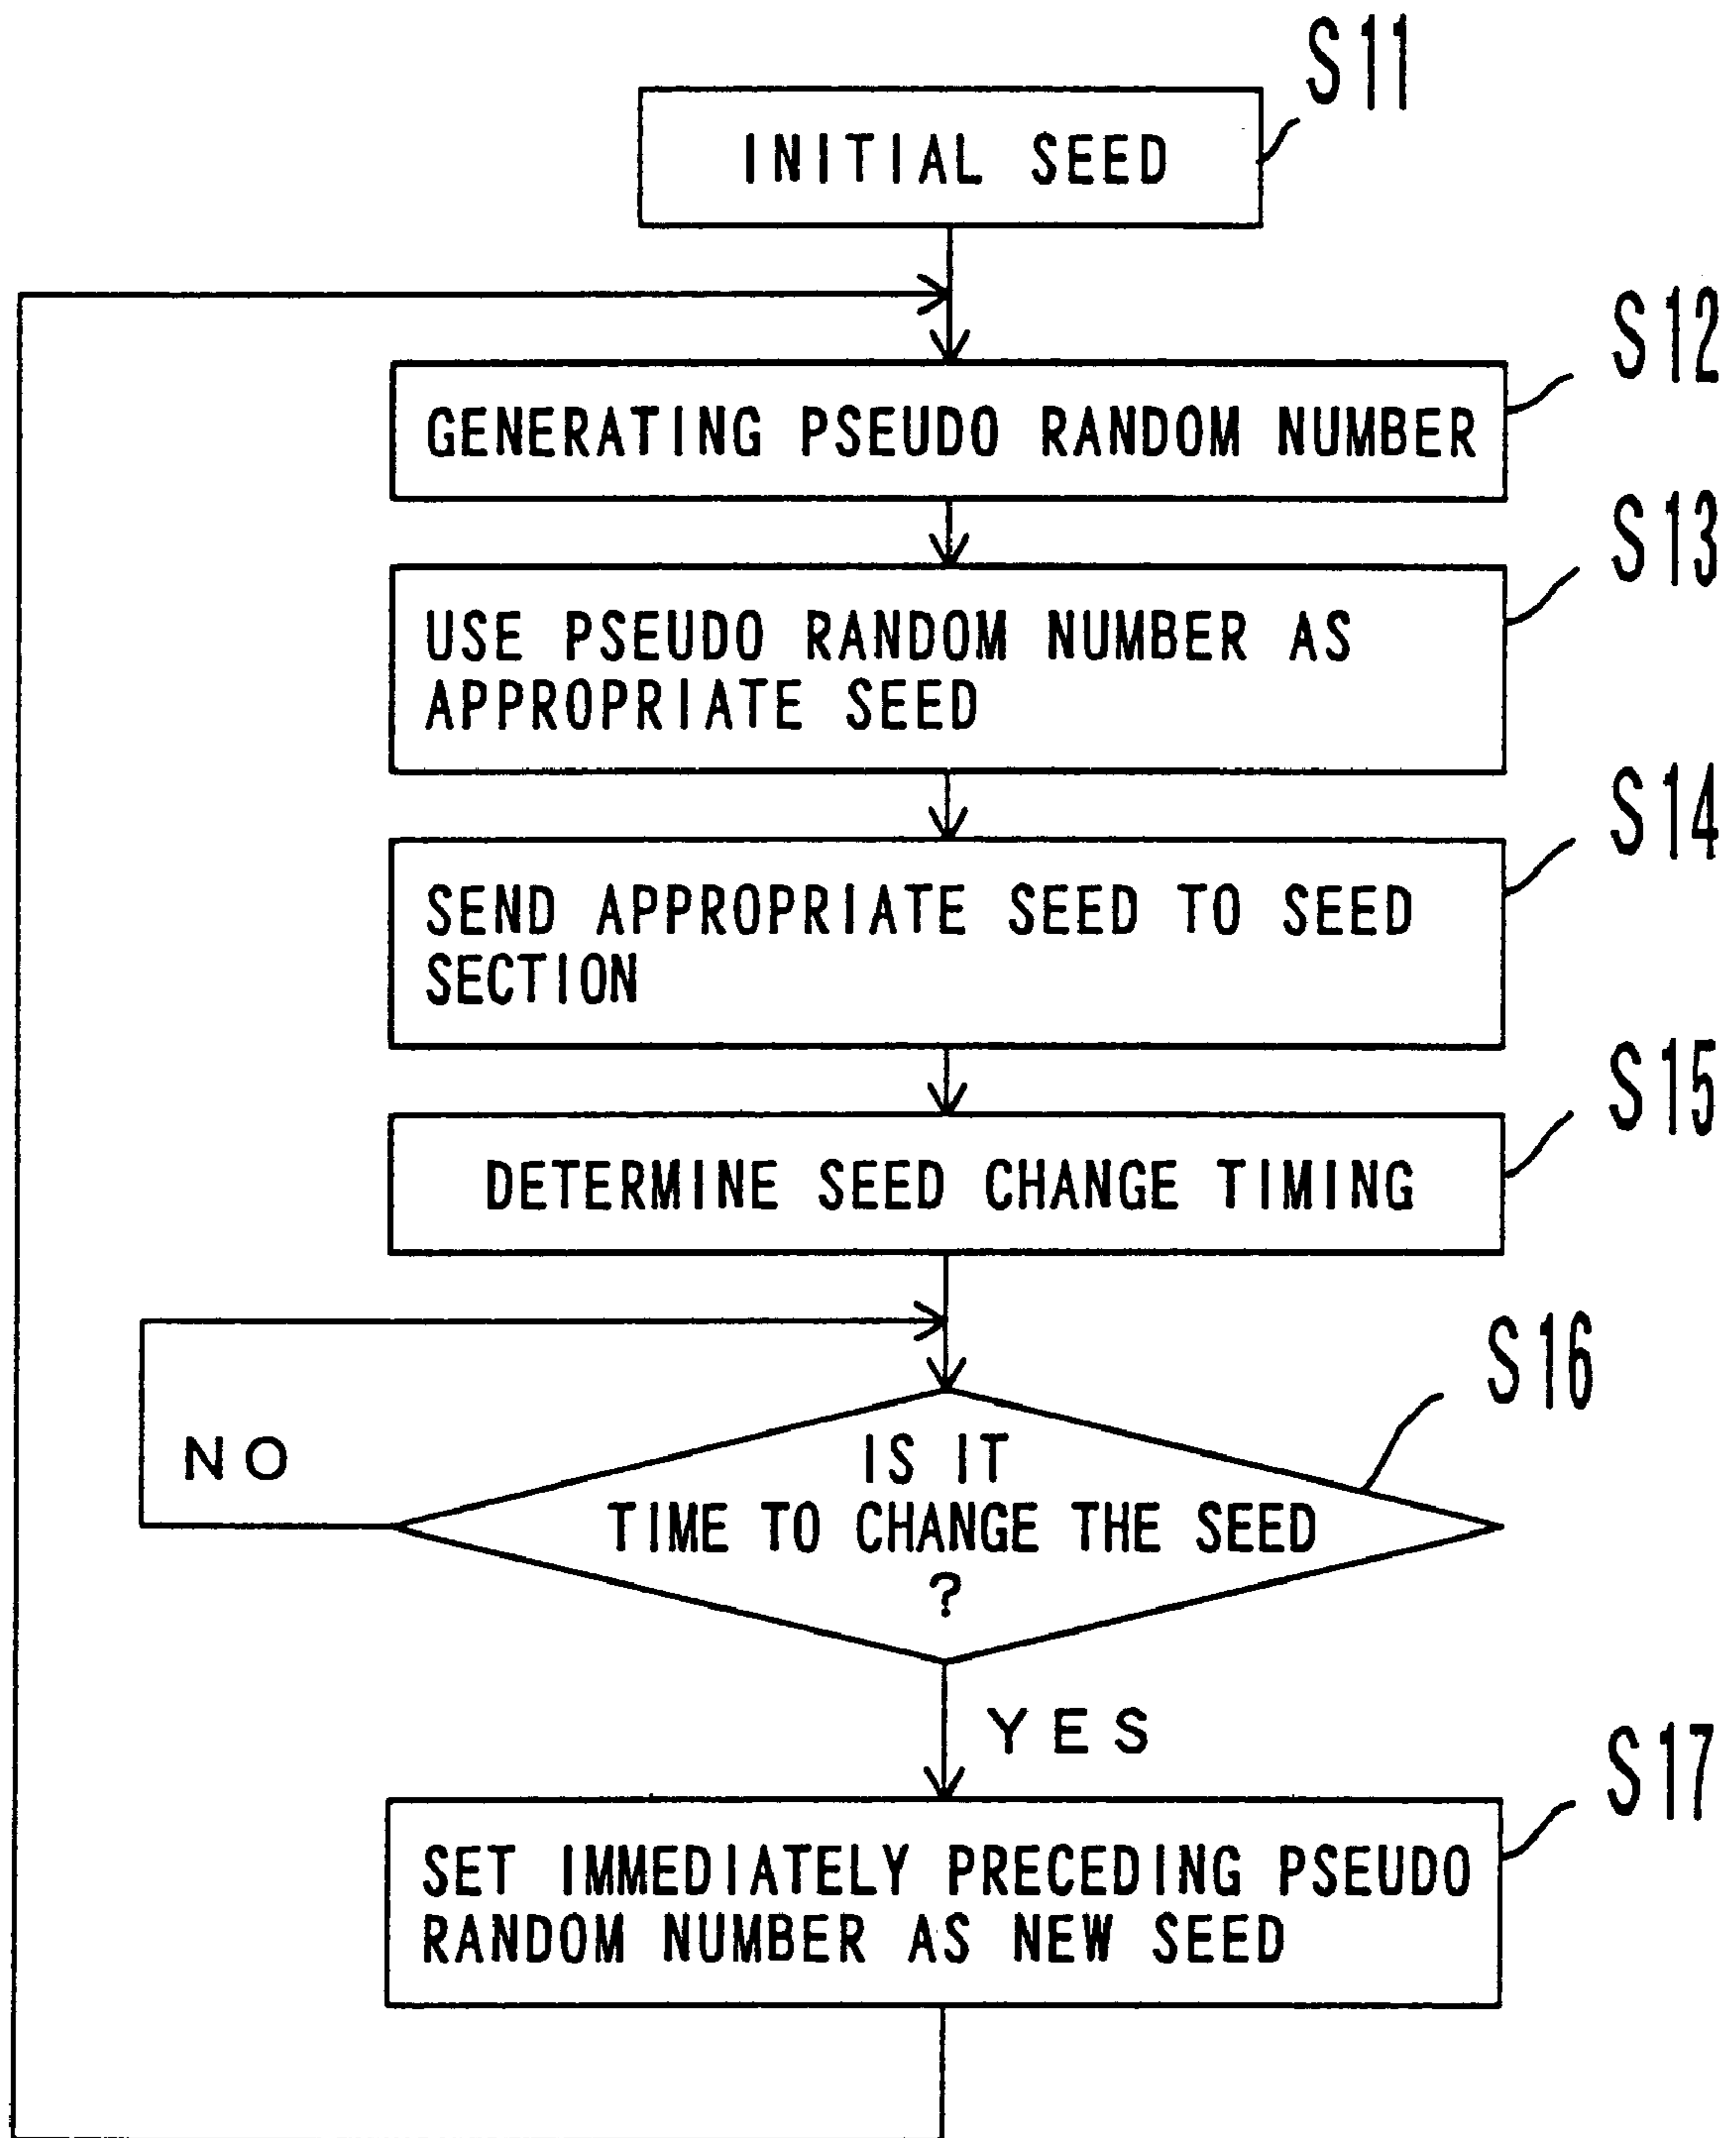 S11
INITIAL SEED
S12
GENERATING PSEUDO RANDOM NUMBER
S13
USE PSEUDO RANDOM NUMBER AS
APPROPRIATE SEED
S14
SEND APPROPRIATE SEED TO SEED
SECTION
S15
DETERMINE SEED CHANGE TIMING
S16
NO
IS IT
TIME TO CHANGE THE SEED
?
YES
S17
SET IMMEDIATELY PRECEDING PSEUDO
RANDOM NUMBER AS NEW SEED